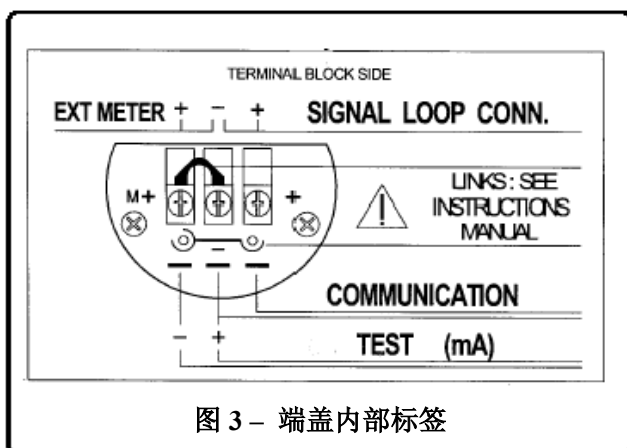 TERMINAL BLOCK SIDE
EXT METER + - + SIGNAL LOOP CONN.
M+ +
LINKS : SEE
INSTRUCTIONS
MANUAL
-
COMMUNICATION
- + TEST (mA)
图 3 – 端盖内部标签